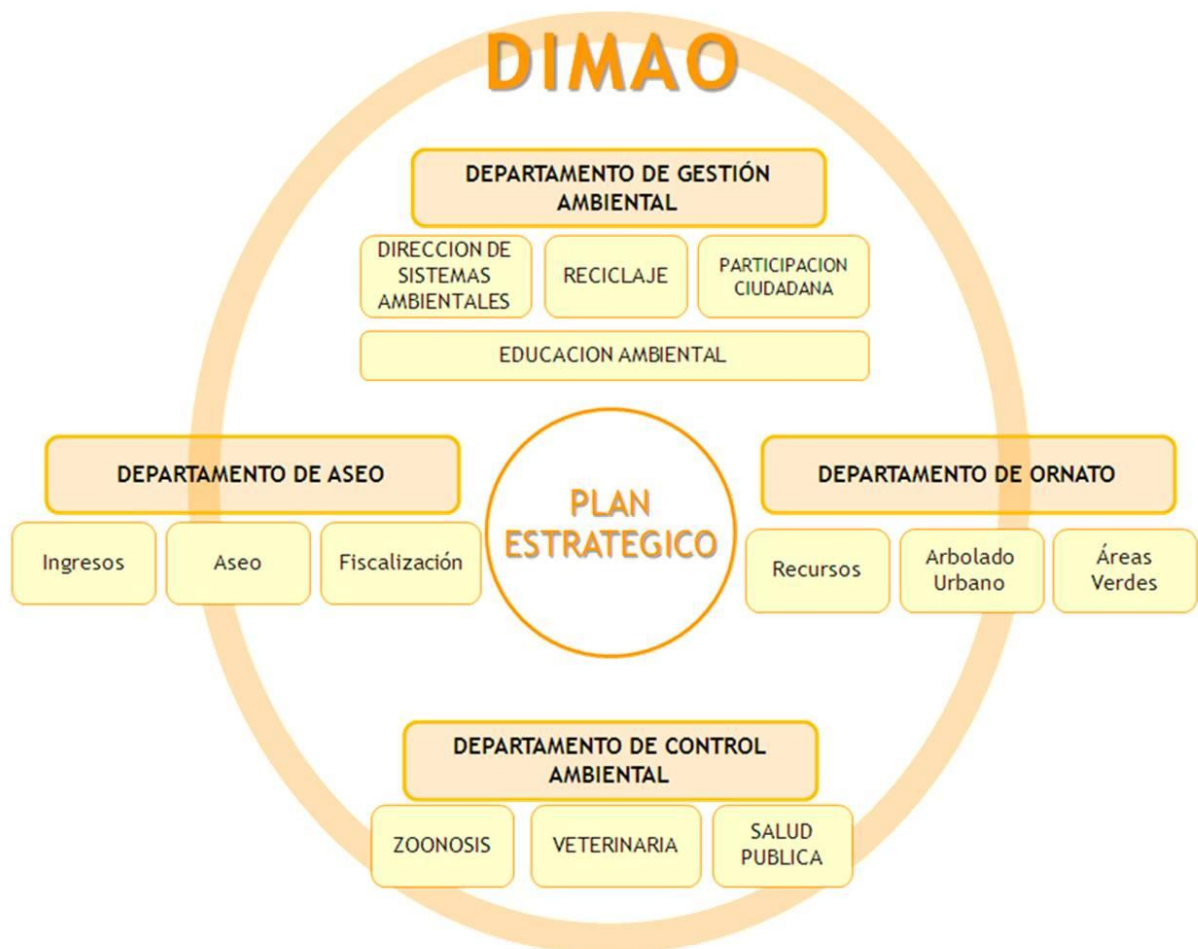 DIMAO
DEPARTAMENTO DE GESTIÓN
AMBIENTAL
DIRECCION DE
SISTEMAS
AMBIENTALES
RECICLAJE
PARTICIPACION
CIUDADANA
EDUCACION AMBIENTAL
DEPARTAMENTO DE ASEO
Ingresos
Aseo
Fiscalización
PLAN
ESTRATEGICO
DEPARTAMENTO DE ORNATO
Recursos
Arbolado
Urbano
Áreas
Verdes
DEPARTAMENTO DE CONTROL
AMBIENTAL
ZOONOSIS
VETERINARIA
SALUD
PUBLICA